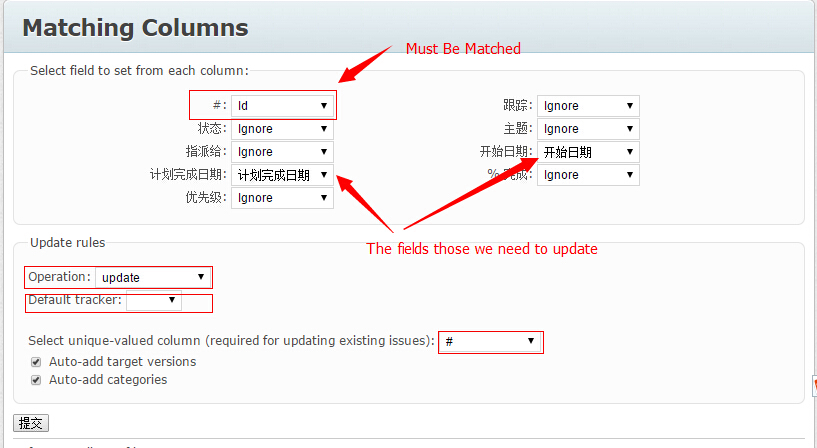 Matching Columns
Must Be Matched
Select field to set from each column:
#: Id 跟踪: Ignore
状态: Ignore 主题: Ignore
指派给: Ignore 开始日期: 开始日期
计划完成日期: 计划完成日期 % 完成: Ignore
优先级: Ignore
The fields those we need to update
Update rules
Operation: update
Default tracker:
Select unique-valued column (required for updating existing issues): #
Auto-add target versions
Auto-add categories
提交